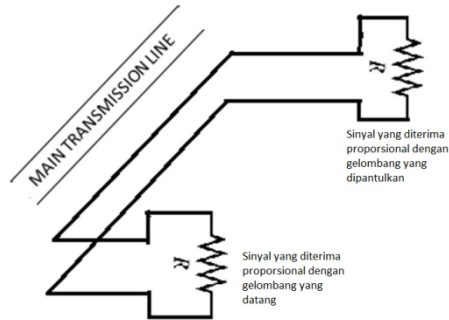 MAIN TRANSMISSION LINE
R
Sinyal yang diterima
proporsional dengan
gelombang yang
dipantulkan
R
Sinyal yang diterima
proporsional dengan
gelombang yang
datang